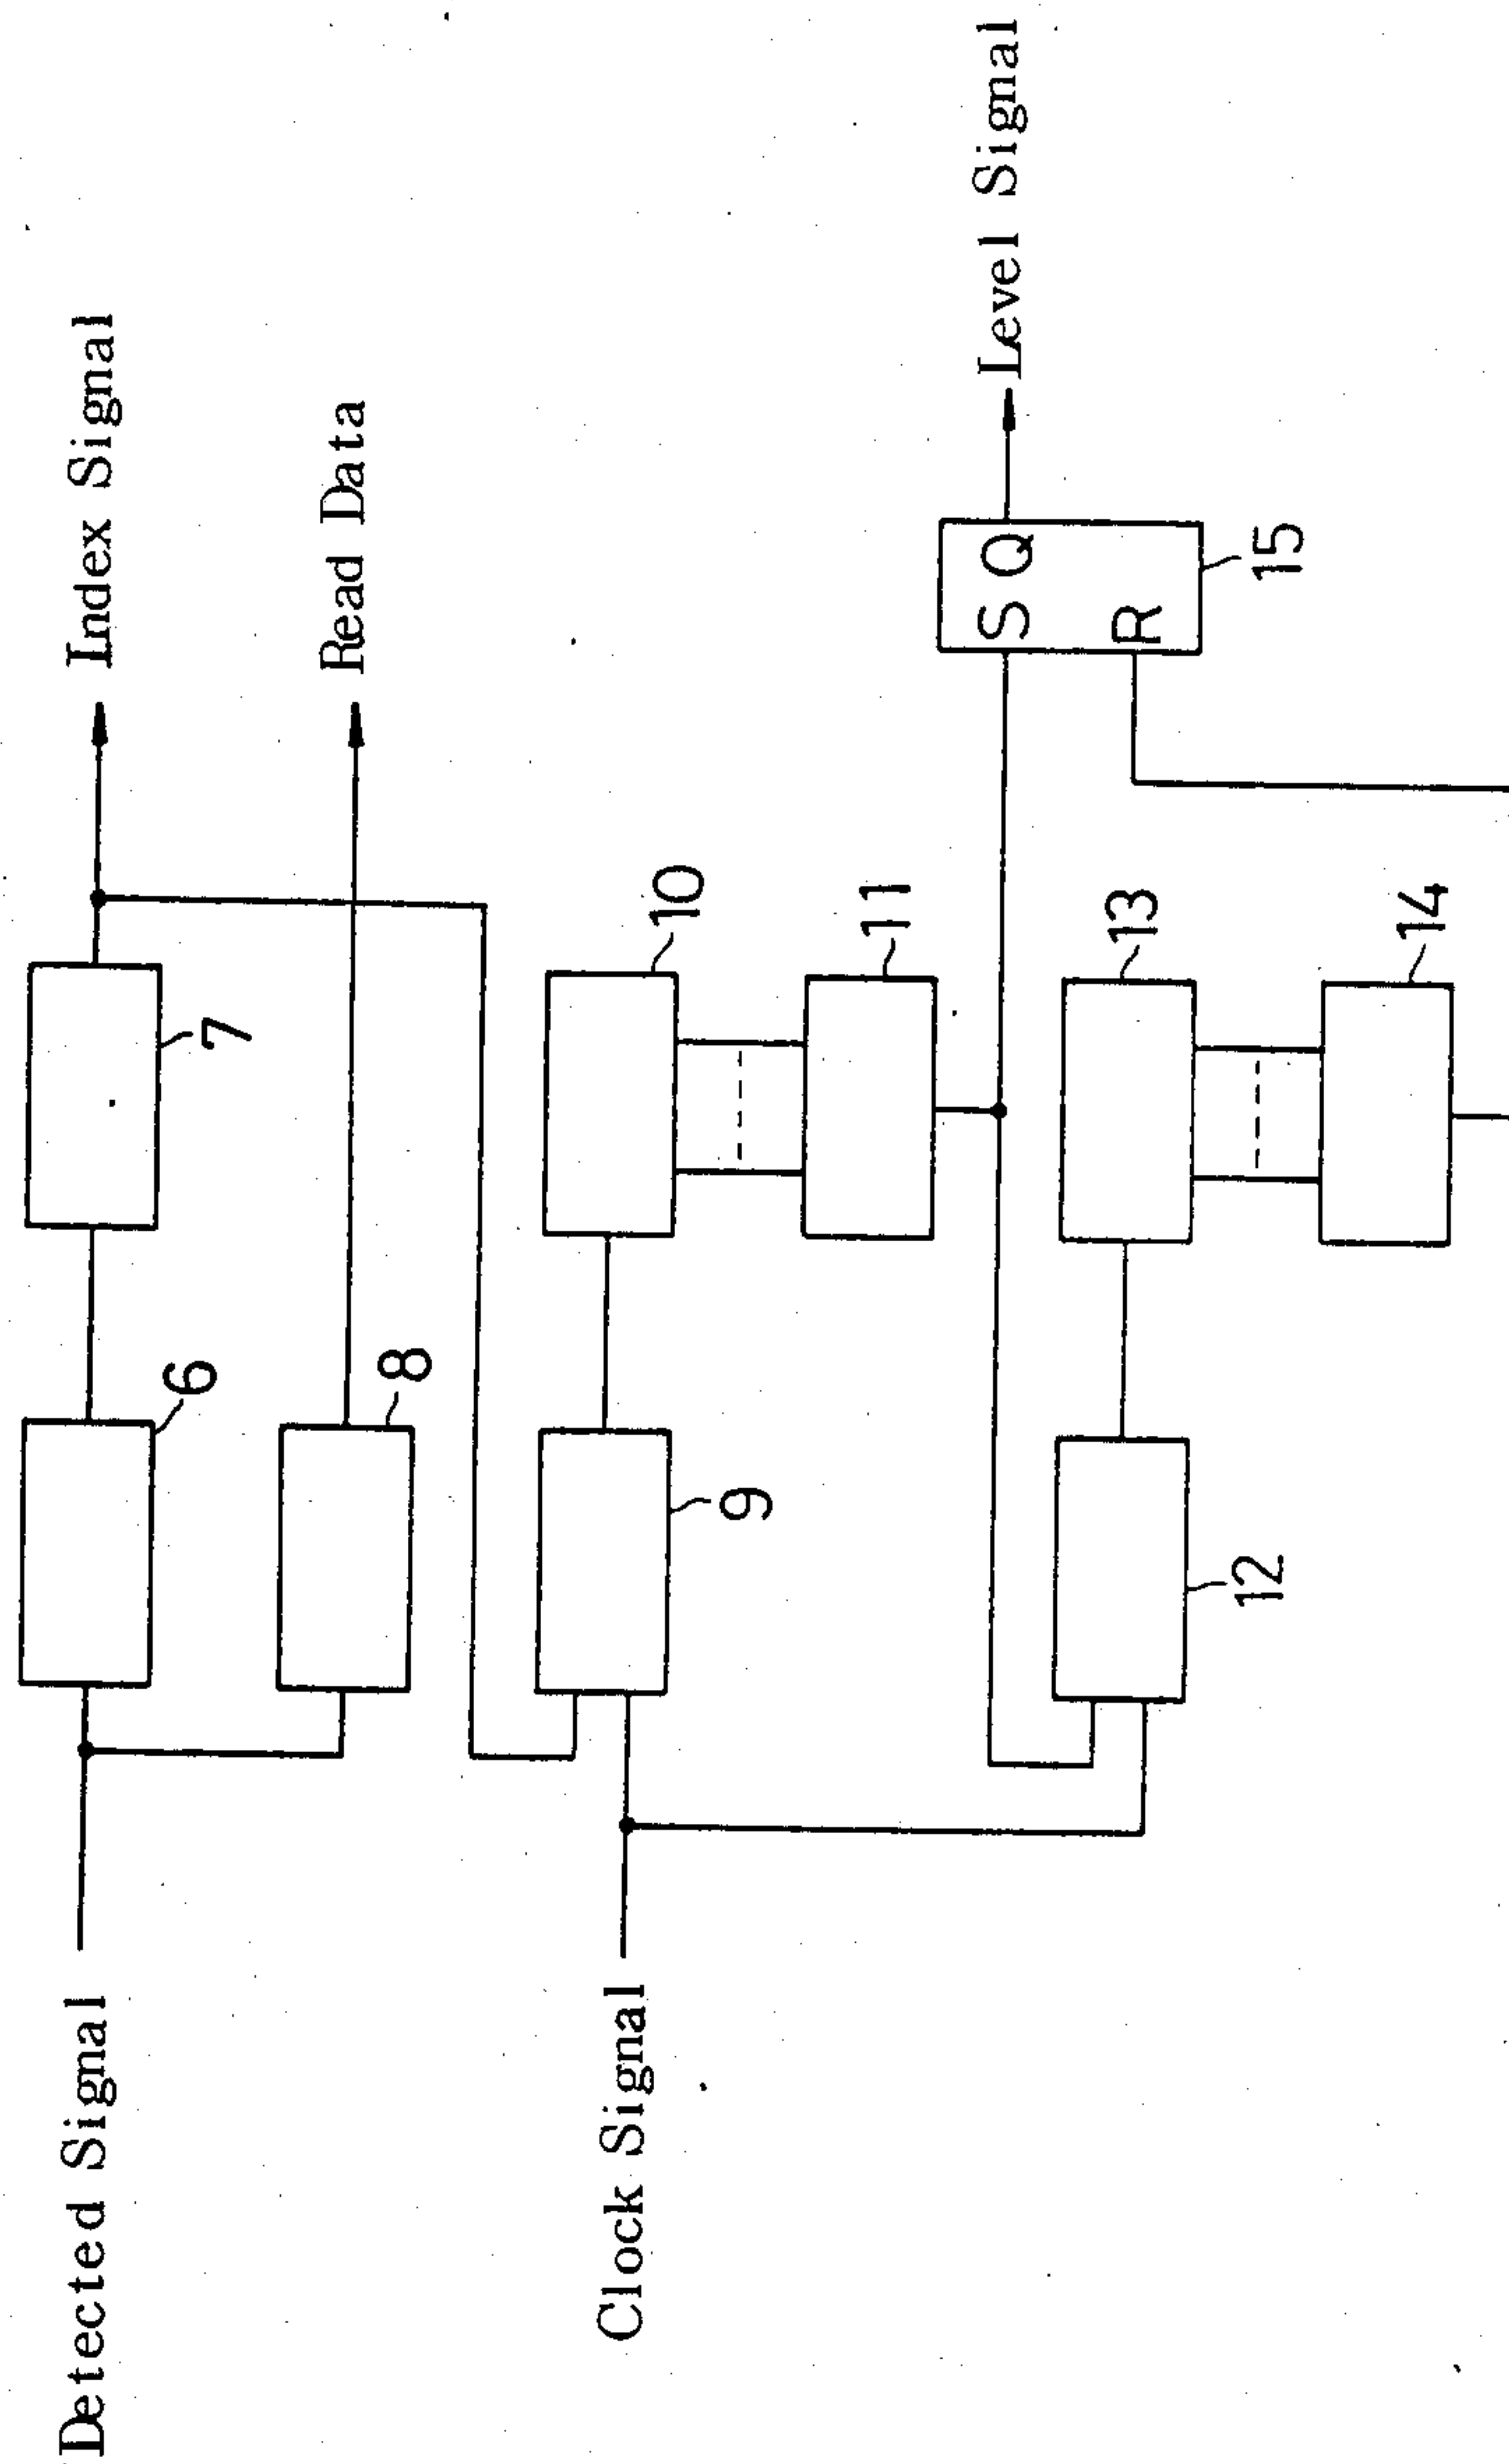 Detected Signal
6
7
Index Signal
8
Read Data
Clock Signal
9
10
11
S Q
R
15
Level Signal
12
13
14